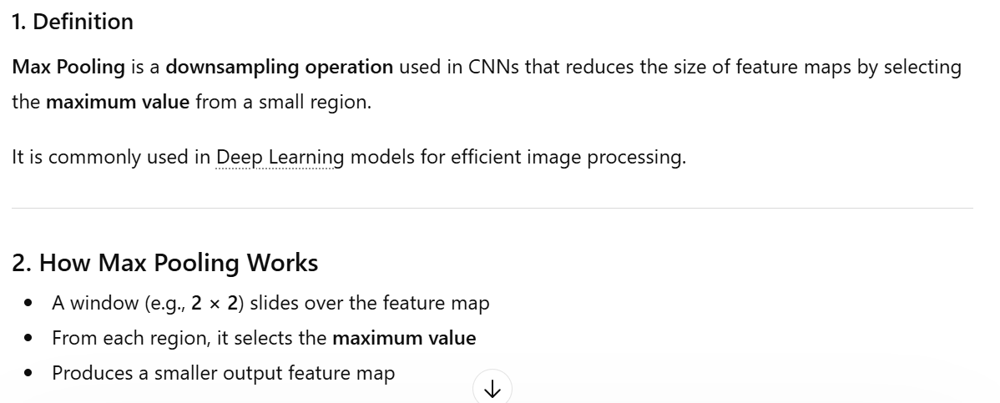 1. Definition
Max Pooling is a downsampling operation used in CNNs that reduces the size of feature maps by selecting
the maximum value from a small region.
It is commonly used in Deep Learning models for efficient image processing.
2. How Max Pooling Works
• A window (e.g., 2 × 2) slides over the feature map
• From each region, it selects the maximum value
• Produces a smaller output feature map